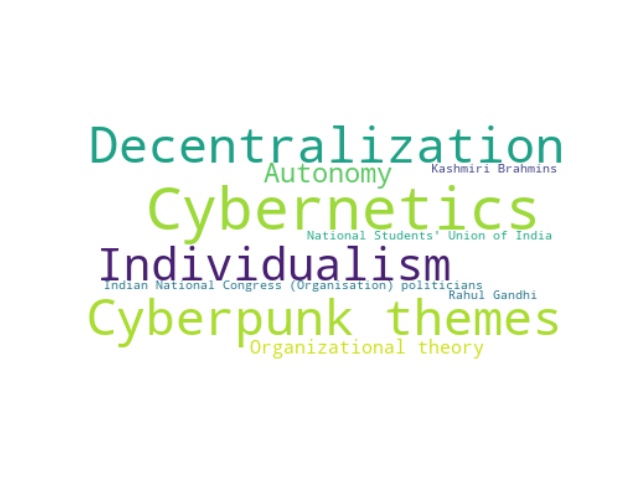 Decentralization
Kashmiri Brahmins
Autonomy
Cybernetics
National Students' Union of India
Individualism
Indian National Congress (Organisation) politicians
Rahul Gandhi
Cyberpunk themes
Organizational theory